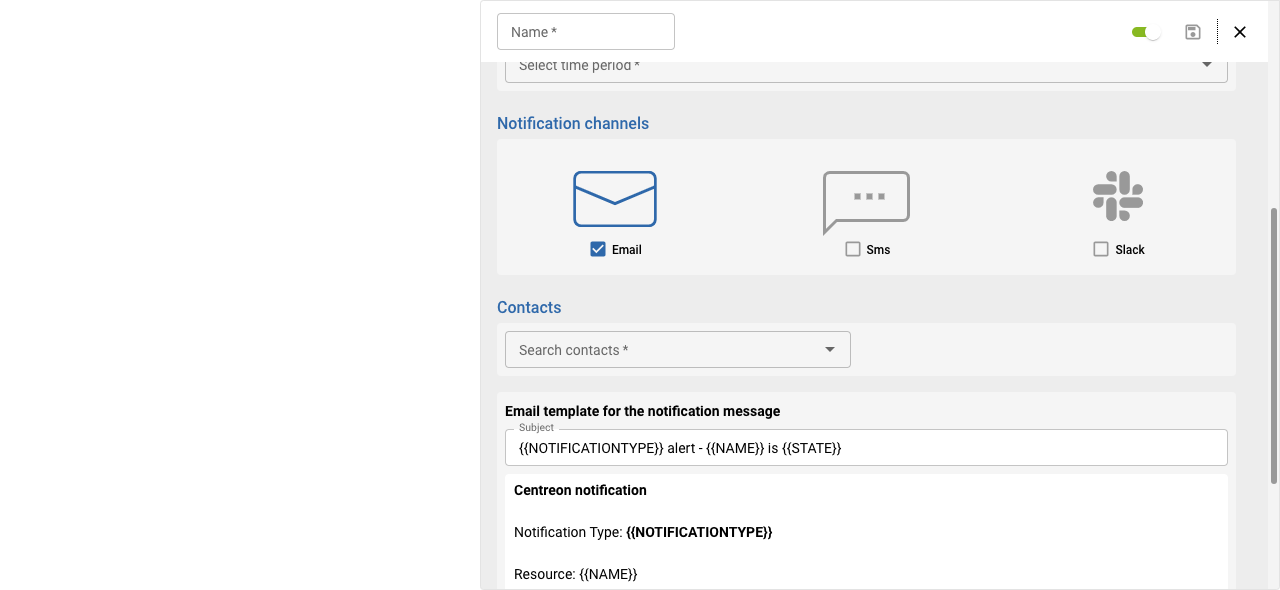 Name *
Select time period *
Notification channels
Email
Sms
Slack
Contacts
Search contacts *
Email template for the notification message
Subject
{{NOTIFICATIONTYPE}} alert - {{NAME}} is {{STATE}}
Centreon notification
Notification Type: {{NOTIFICATIONTYPE}}
Resource: {{NAME}}